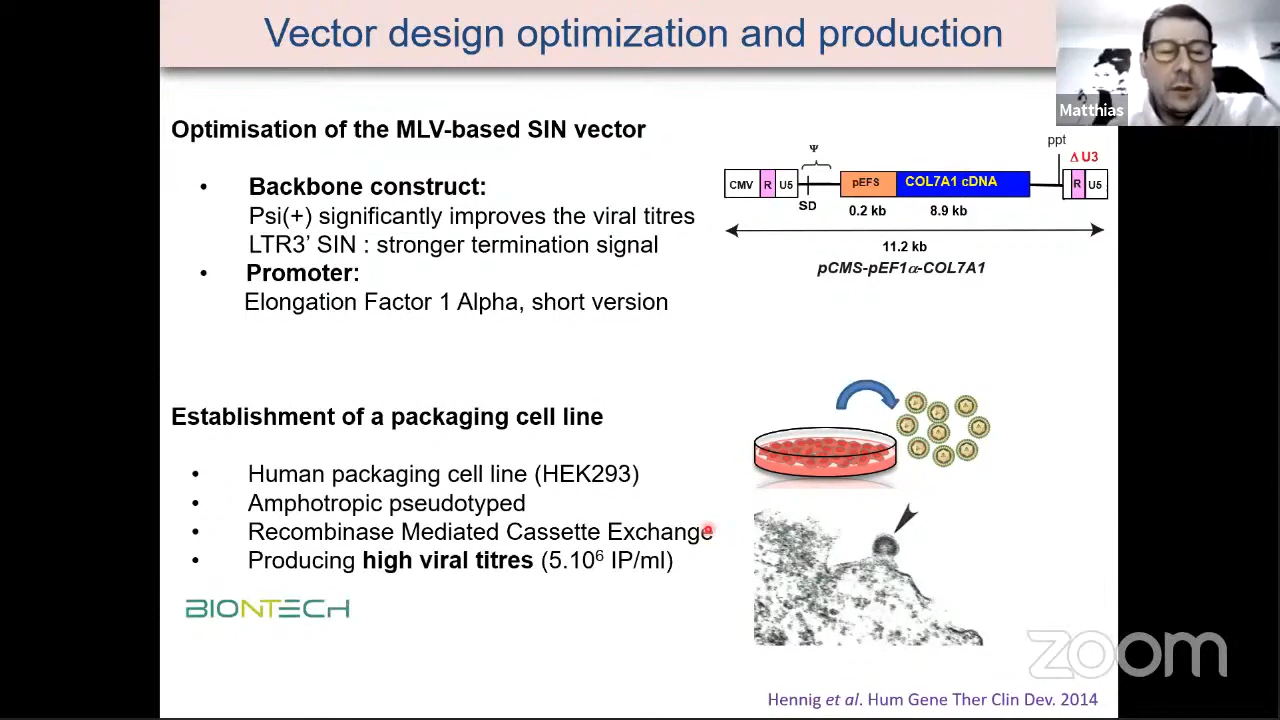 Vector design optimization and production
Matthias
Optimisation of the MLV-based SIN vector
• Backbone construct:
Psi(+) significantly improves the viral titres
LTR3’ SIN : stronger termination signal
• Promoter:
Elongation Factor 1 Alpha, short version
ppt
Ψ
Δ U3
CMV R U5 pEFS COL7A1 cDNA R U5
SD
0.2 kb 8.9 kb
11.2 kb
pCMS-pEF1α-COL7A1
Establishment of a packaging cell line
• Human packaging cell line (HEK293)
• Amphotropic pseudotyped
• Recombinase Mediated Cassette Exchange
• Producing high viral titres (5.10⁶ IP/ml)
BIONTECH
zoom
Hennig et al. Hum Gene Ther Clin Dev. 2014